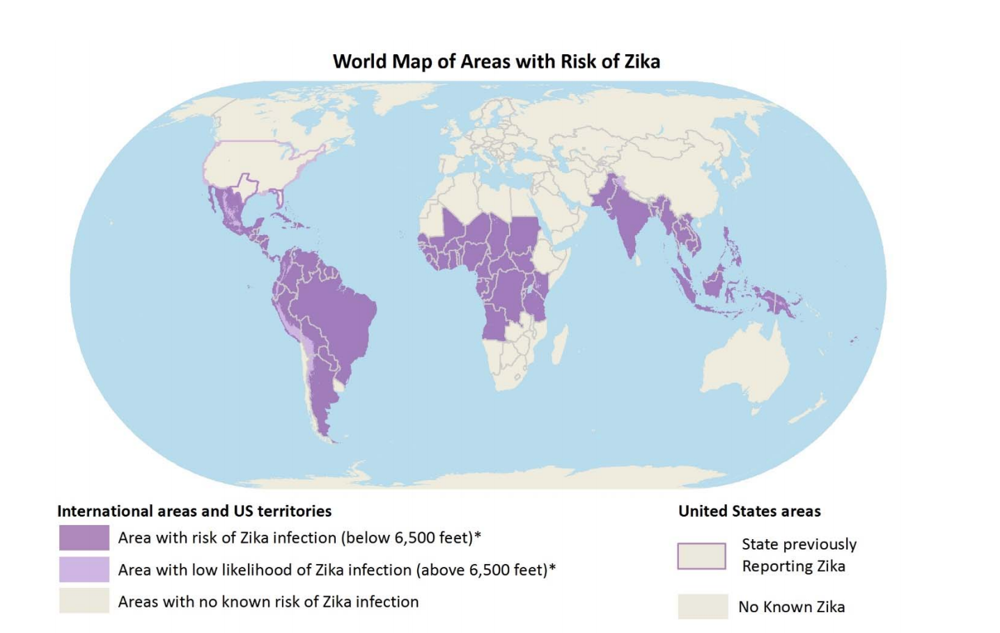 World Map of Areas with Risk of Zika
International areas and US territories
Area with risk of Zika infection (below 6,500 feet)*
Area with low likelihood of Zika infection (above 6,500 feet)*
Areas with no known risk of Zika infection
United States areas
State previously
Reporting Zika
No Known Zika